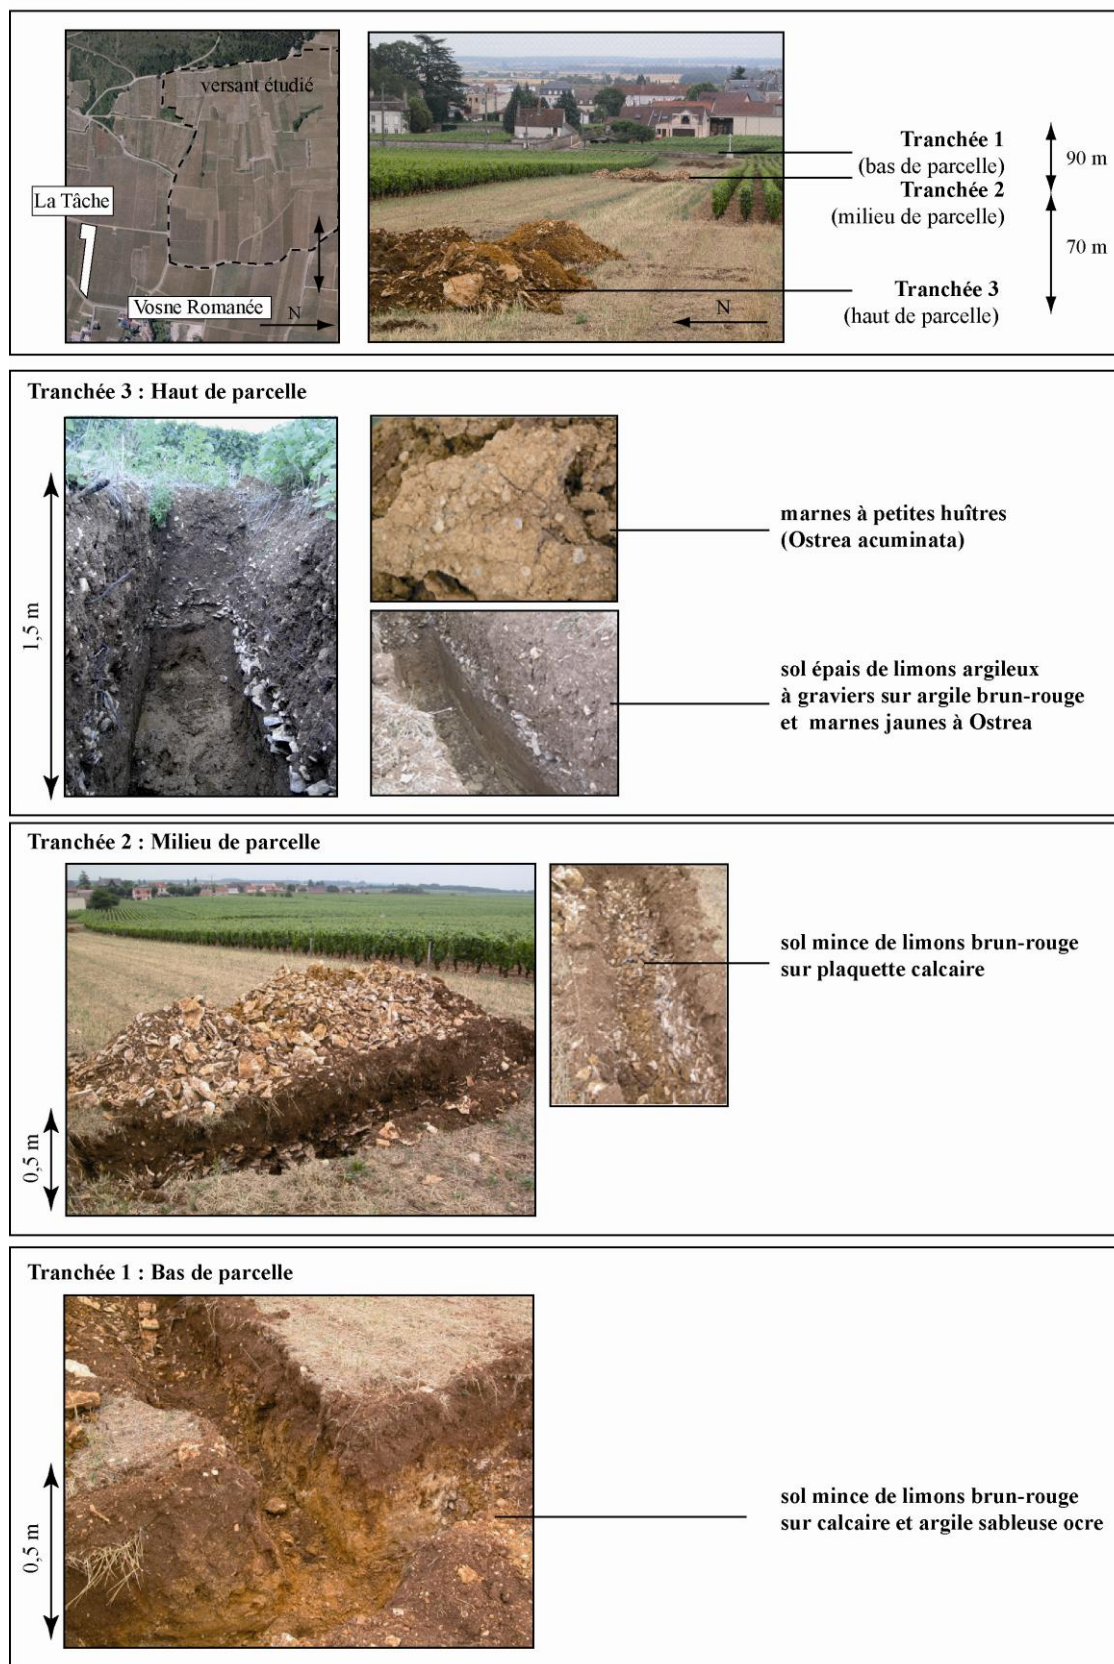 versant étudié
La Tâche
Vosne Romanée
N
N
Tranchée 1
(bas de parcelle)
Tranchée 2
(milieu de parcelle)
Tranchée 3
(haut de parcelle)
90 m
70 m
Tranchée 3 : Haut de parcelle
1,5 m
marnes à petites huîtres
(Ostrea acuminata)
sol épais de limons argileux
à graviers sur argile brun-rouge
et marnes jaunes à Ostrea
Tranchée 2 : Milieu de parcelle
0,5 m
sol mince de limons brun-rouge
sur plaquette calcaire
Tranchée 1 : Bas de parcelle
0,5 m
sol mince de limons brun-rouge
sur calcaire et argile sableuse ocre